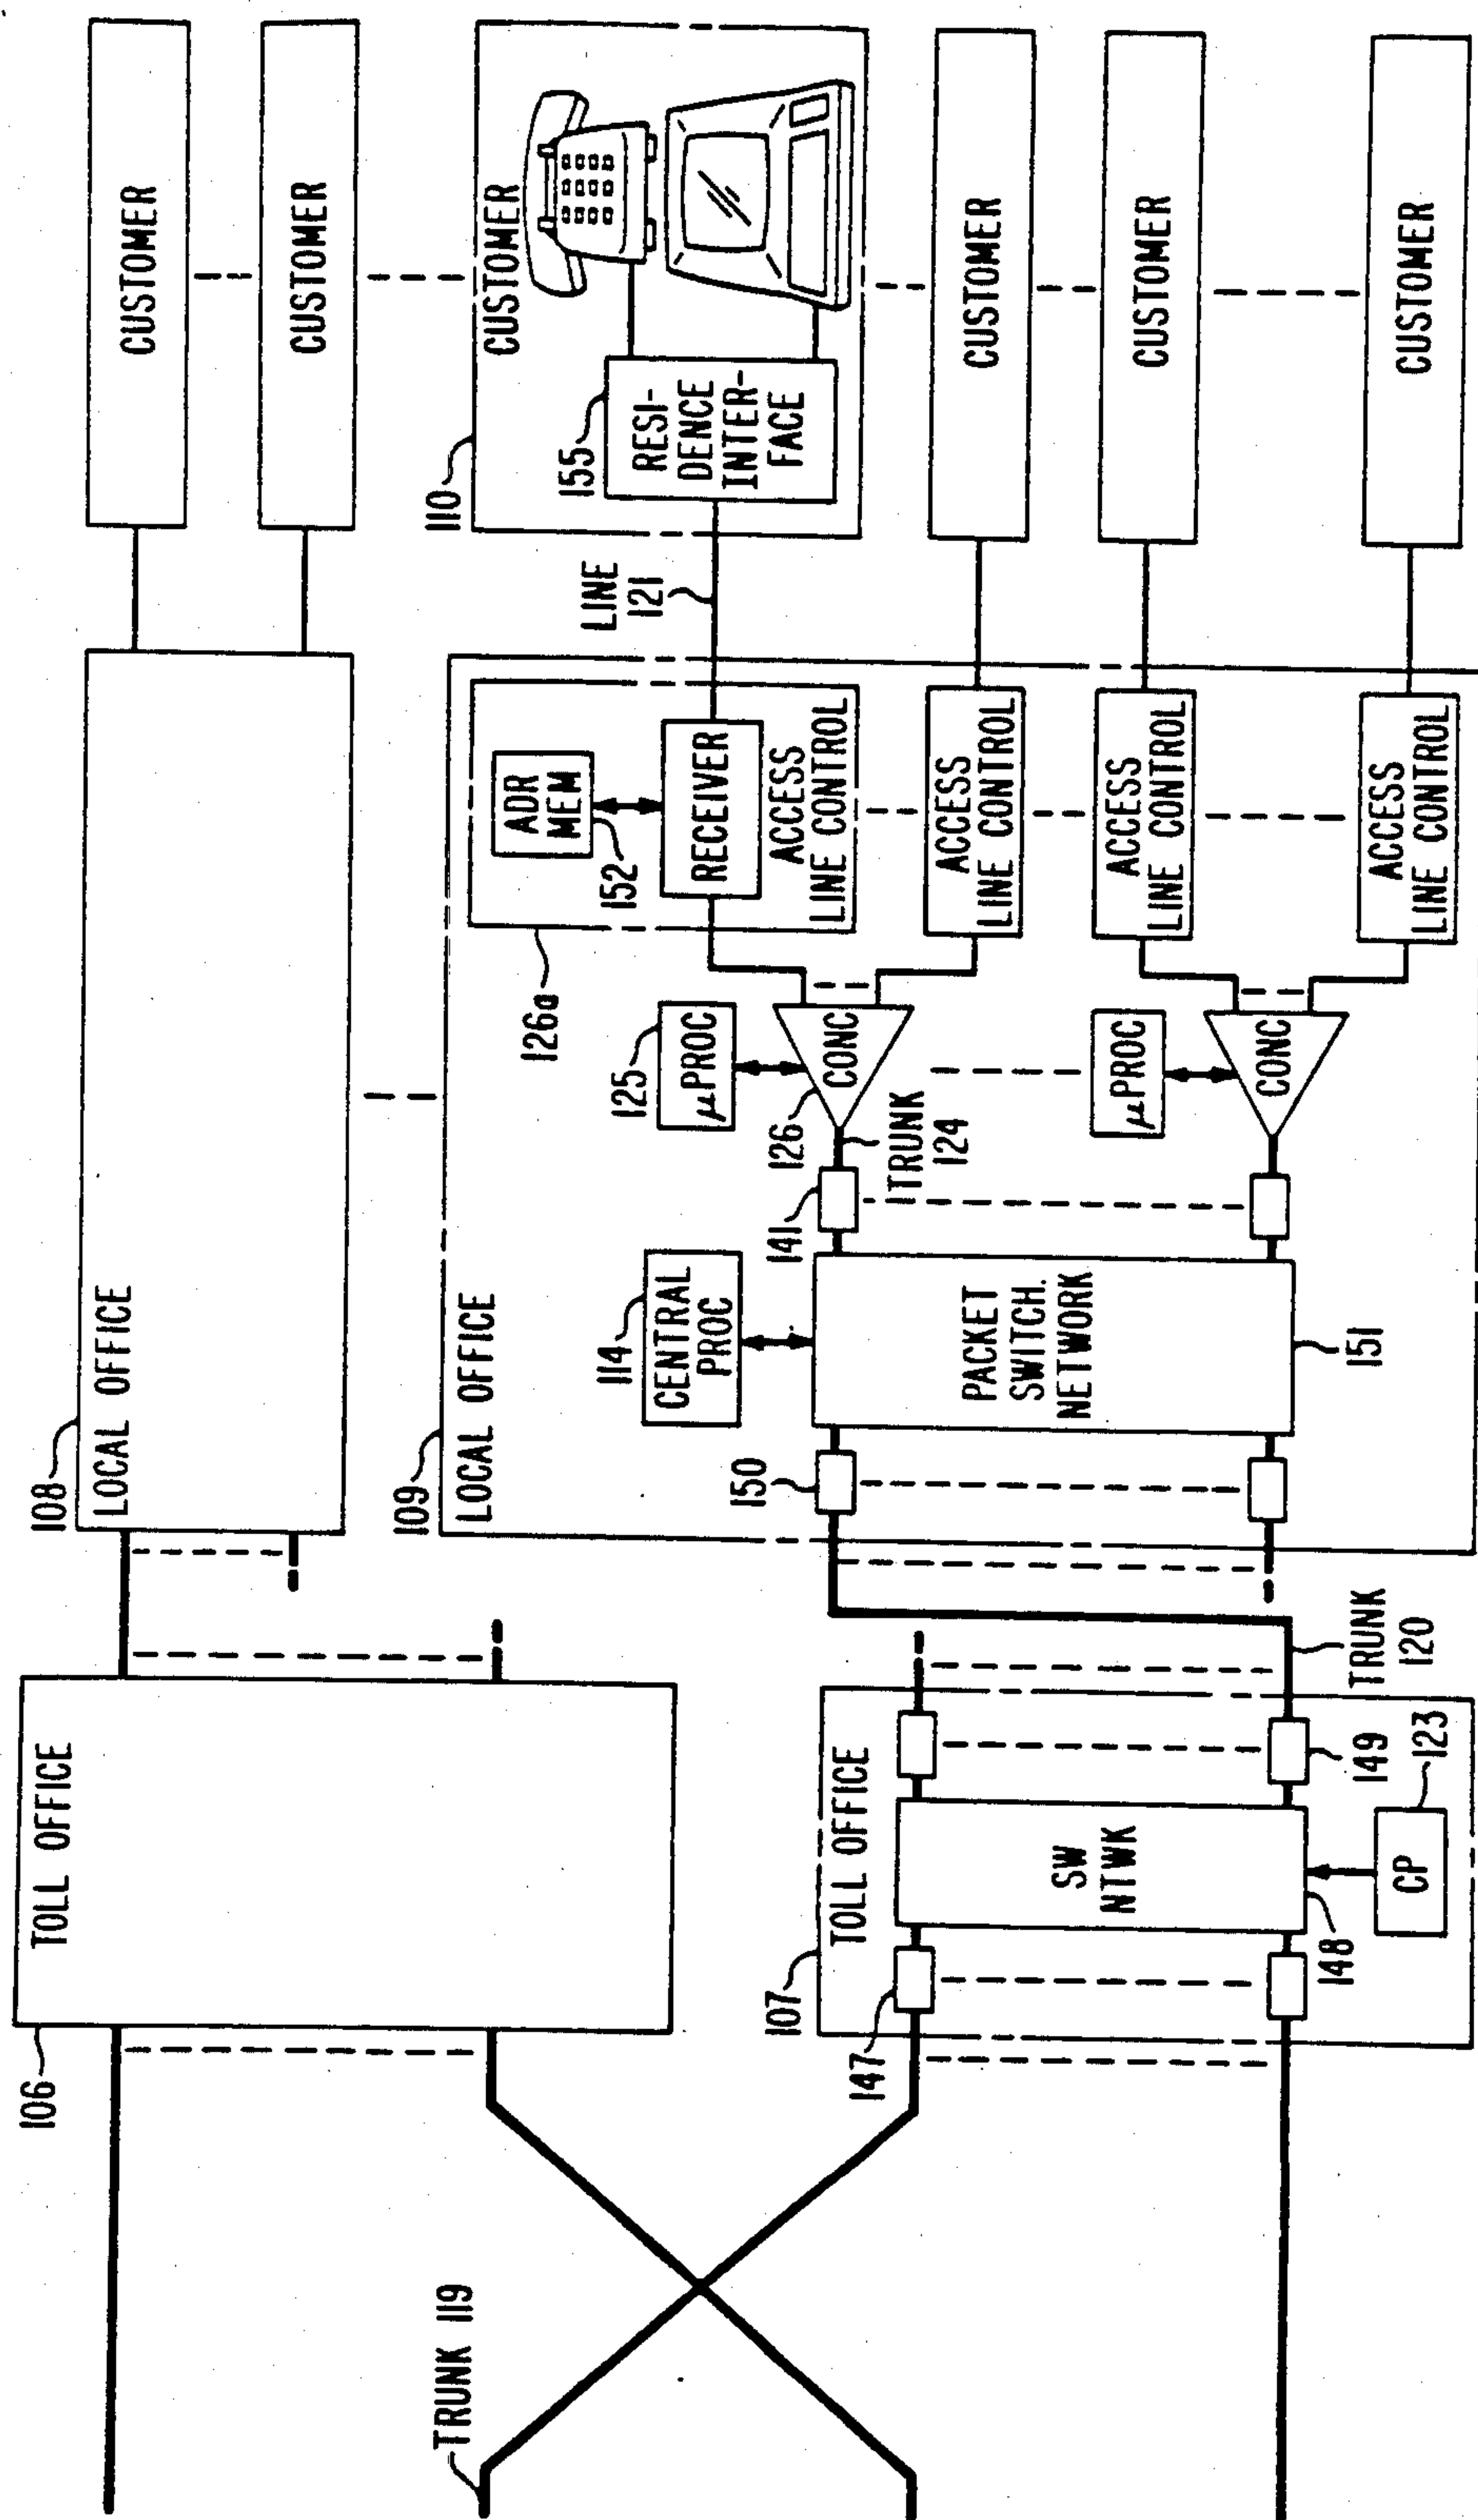 CUSTOMER
CUSTOMER
CUSTOMER
110
155
RESI-
DENCE
INTER-
FACE
CUSTOMER
CUSTOMER
CUSTOMER
LINE
121
108
LOCAL OFFICE
109
LOCAL OFFICE
ADR
MEM
152
RECEIVER
ACCESS
LINE CONTROL
126a
ACCESS
LINE CONTROL
ACCESS
LINE CONTROL
ACCESS
LINE CONTROL
125
μPROC
CONC
126
TRUNK
124
μPROC
CONC
141
114
CENTRAL
PROC
PACKET
SWITCH.
NETWORK
151
150
TRUNK
120
106
TOLL OFFICE
107
TOLL OFFICE
147
SW
NTWK
148
149
CP
123
TRUNK 119